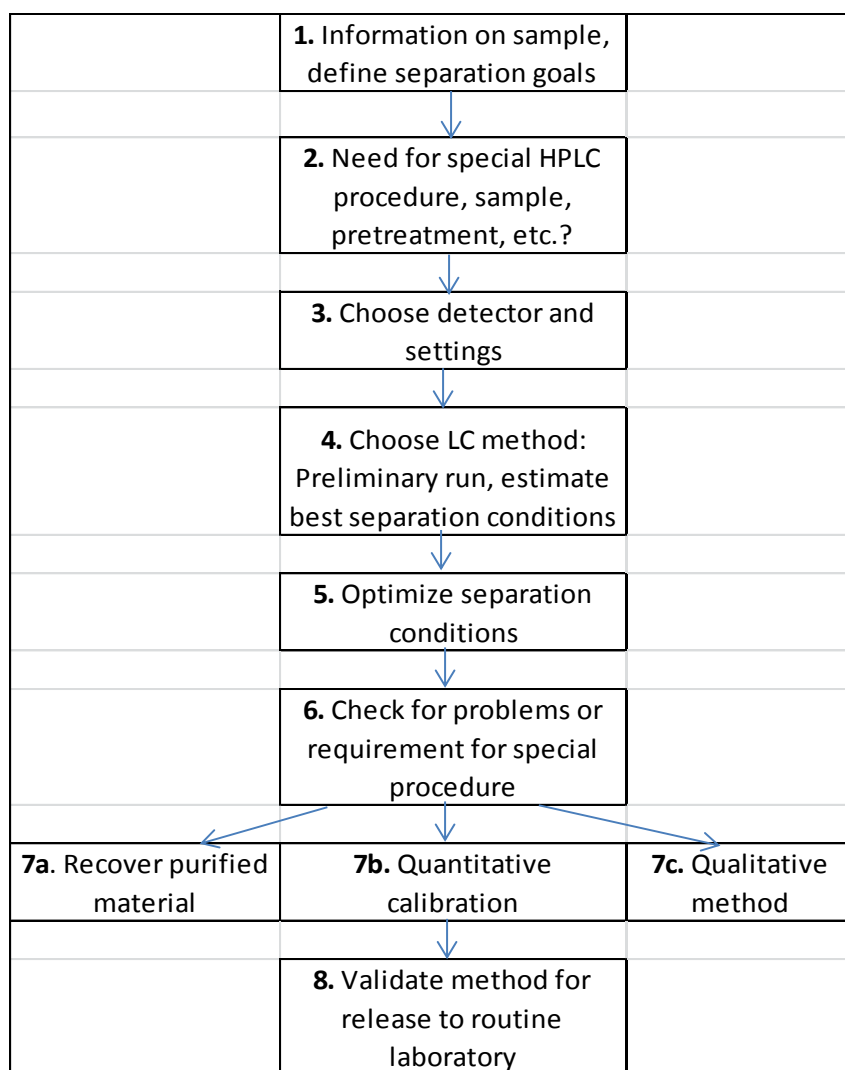 1. Information on sample,
define separation goals
2. Need for special HPLC
procedure, sample,
pretreatment, etc.?
3. Choose detector and
settings
4. Choose LC method:
Preliminary run, estimate
best separation conditions
5. Optimize separation
conditions
6. Check for problems or
requirement for special
procedure
7a. Recover purified
material
7b. Quantitative
calibration
7c. Qualitative
method
8. Validate method for
release to routine
laboratory